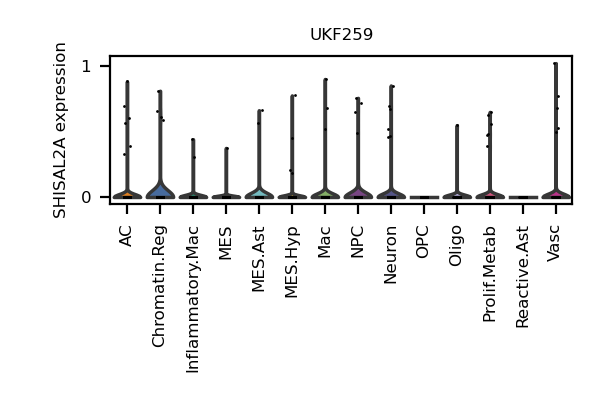 UKF259
SHISAL2A expression
1
0
AC
Chromatin.Reg
Inflammatory.Mac
MES
MES.Ast
MES.Hyp
Mac
NPC
Neuron
OPC
Oligo
Prolif.Metab
Reactive.Ast
Vasc